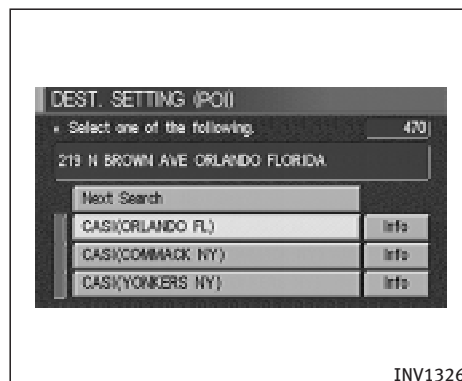 DEST. SETTING (POI)
Select one of the following. 470
219 N BROWN AVE ORLANDO FLORIDA
Next Search
CASI(ORLANDO FL) Info
CASI(COMMACK NY) Info
CASI(YONKERS NY) Info
INV1326